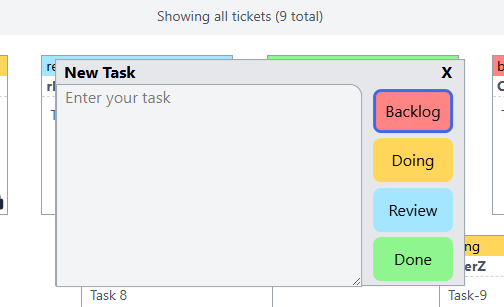 Showing all tickets (9 total)
New Task
X
Enter your task
Backlog
Doing
Review
Done
Task 8
Task-9